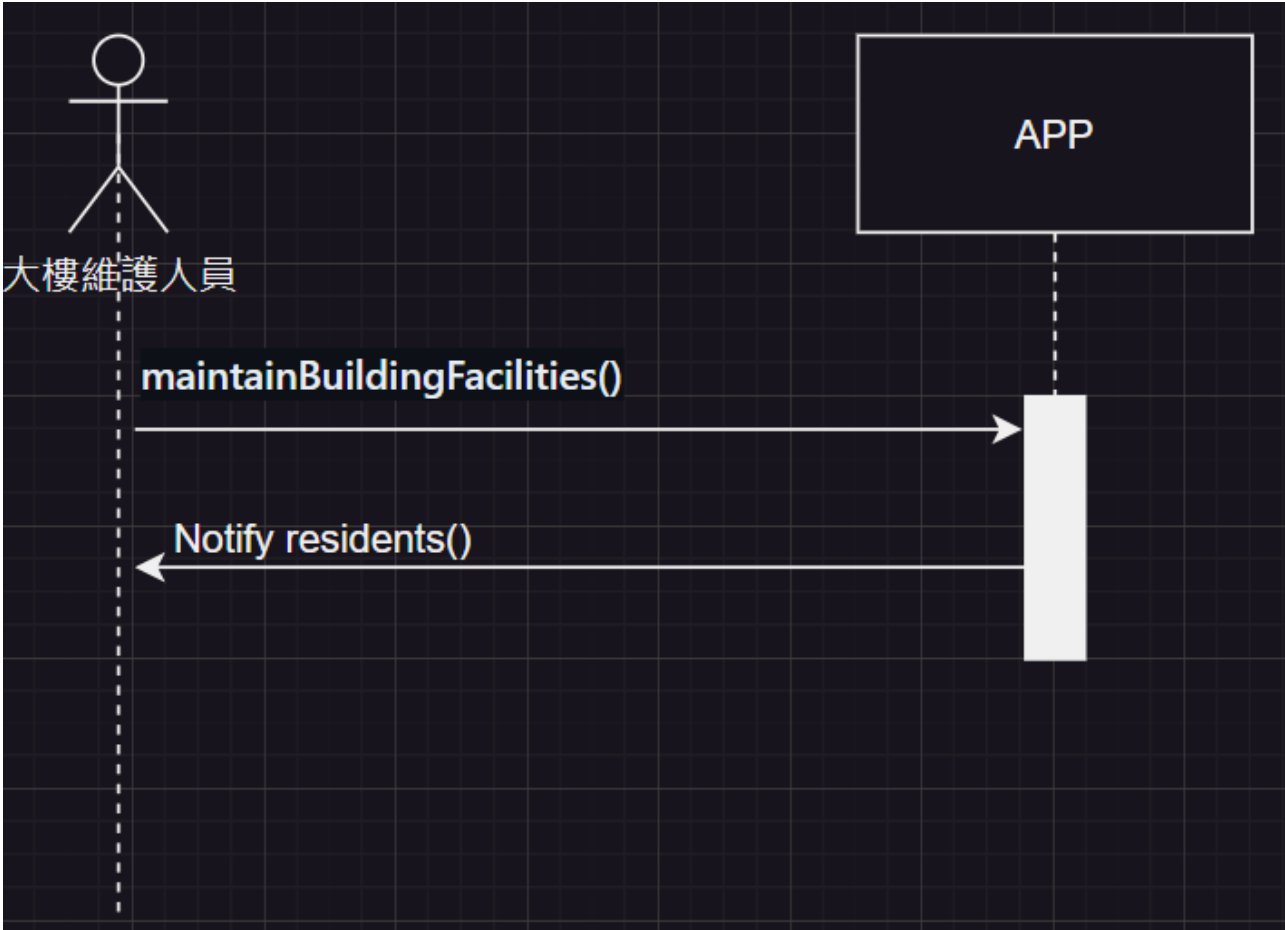 APP
大樓維護人員
maintainBuildingFacilities()
Notify residents()